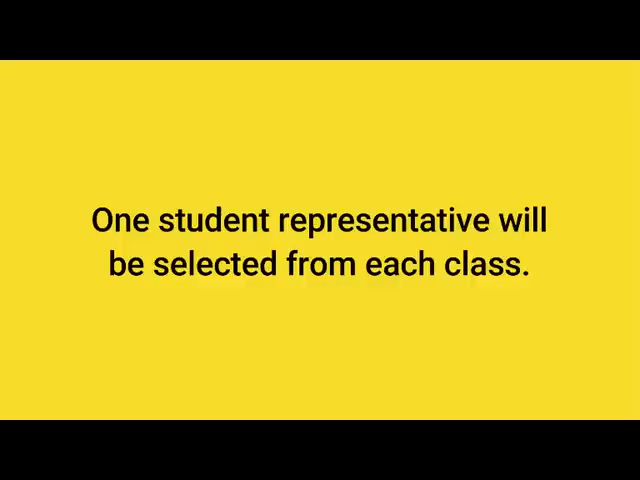 One student representative will
be selected from each class.